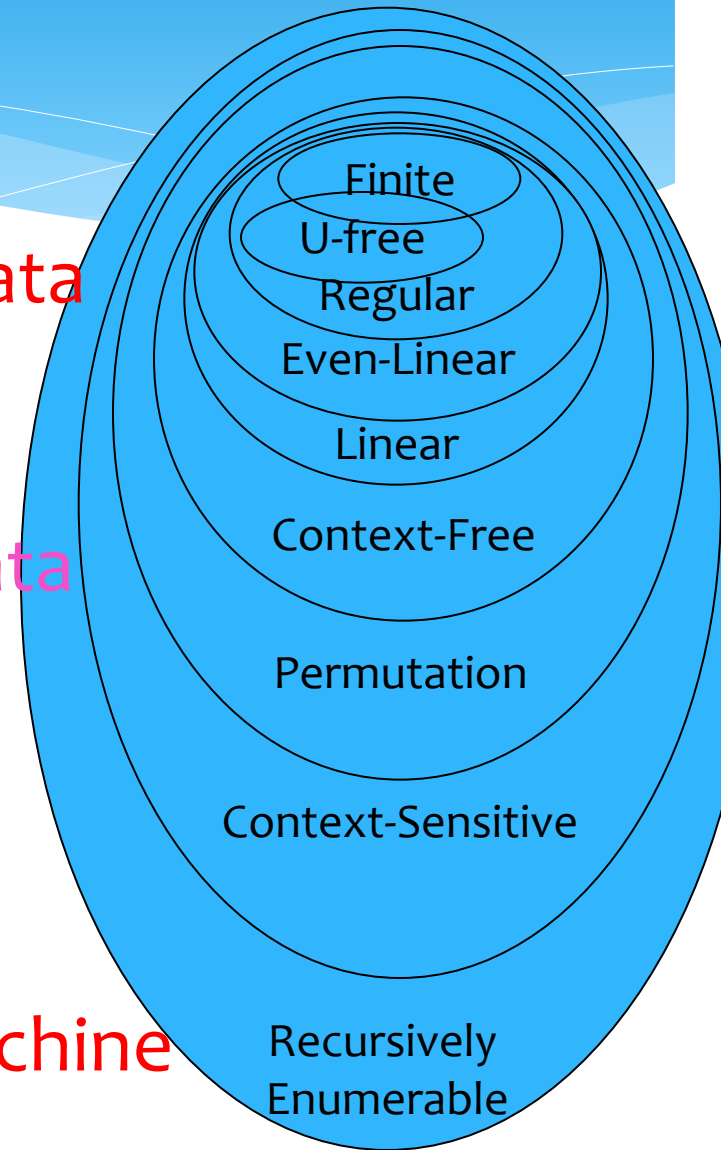 Finite
U-free
ata
Regular
Even-Linear
Linear
Context-Free
ata
Permutation
Context-Sensitive
chine
Recursively
Enumerable